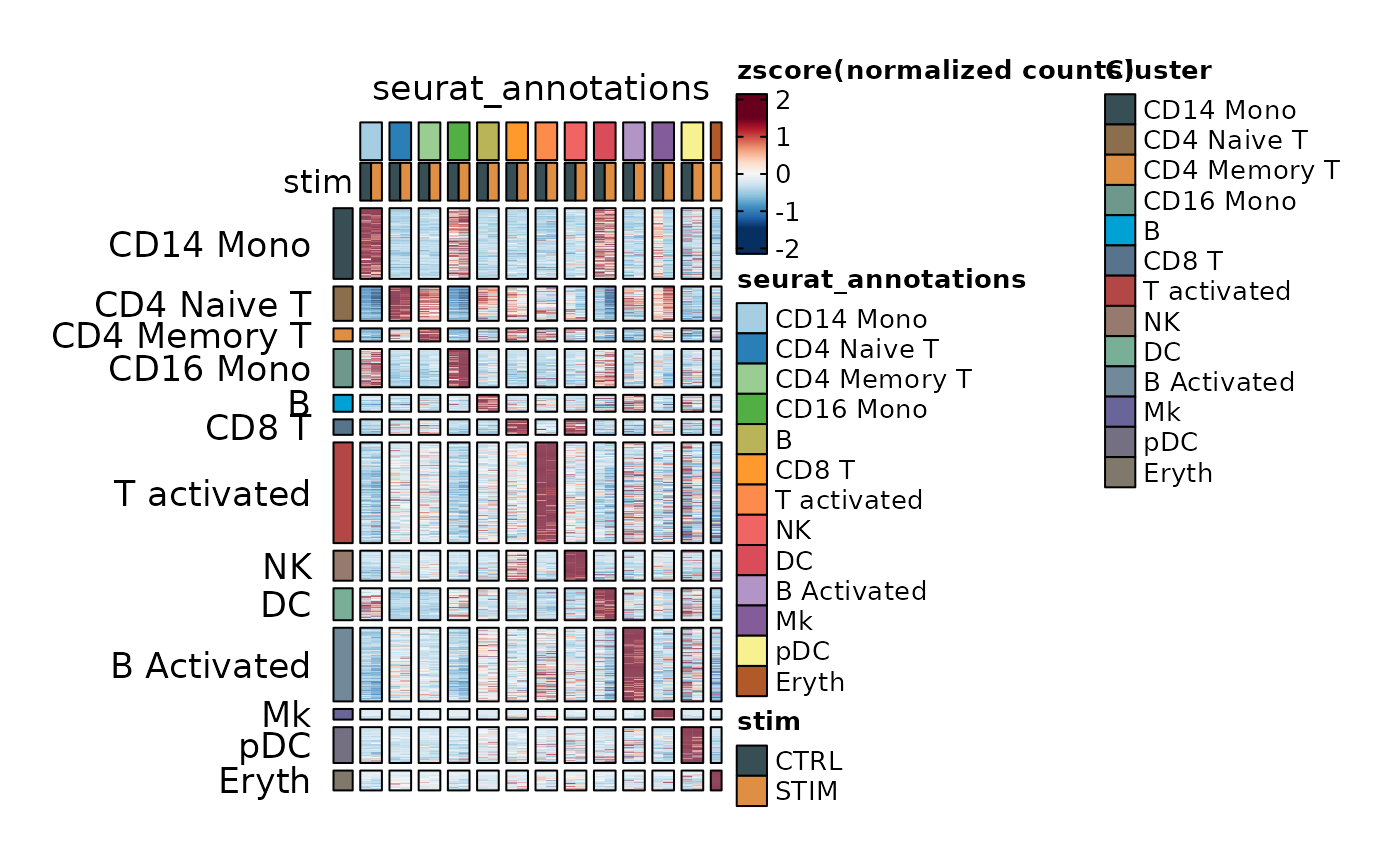 seurat_annotations
stim
CD14 Mono
CD4 Naive T
CD4 Memory T
CD16 Mono
B
CD8 T
T activated
NK
DC
B Activated
Mk
pDC
Eryth
zscore(normalized counts)
2
1
0
-1
-2
seurat_annotations
CD14 Mono
CD4 Naive T
CD4 Memory T
CD16 Mono
B
CD8 T
T activated
NK
DC
B Activated
Mk
pDC
Eryth
stim
CTRL
STIM
Cluster
CD14 Mono
CD4 Naive T
CD4 Memory T
CD16 Mono
B
CD8 T
T activated
NK
DC
B Activated
Mk
pDC
Eryth